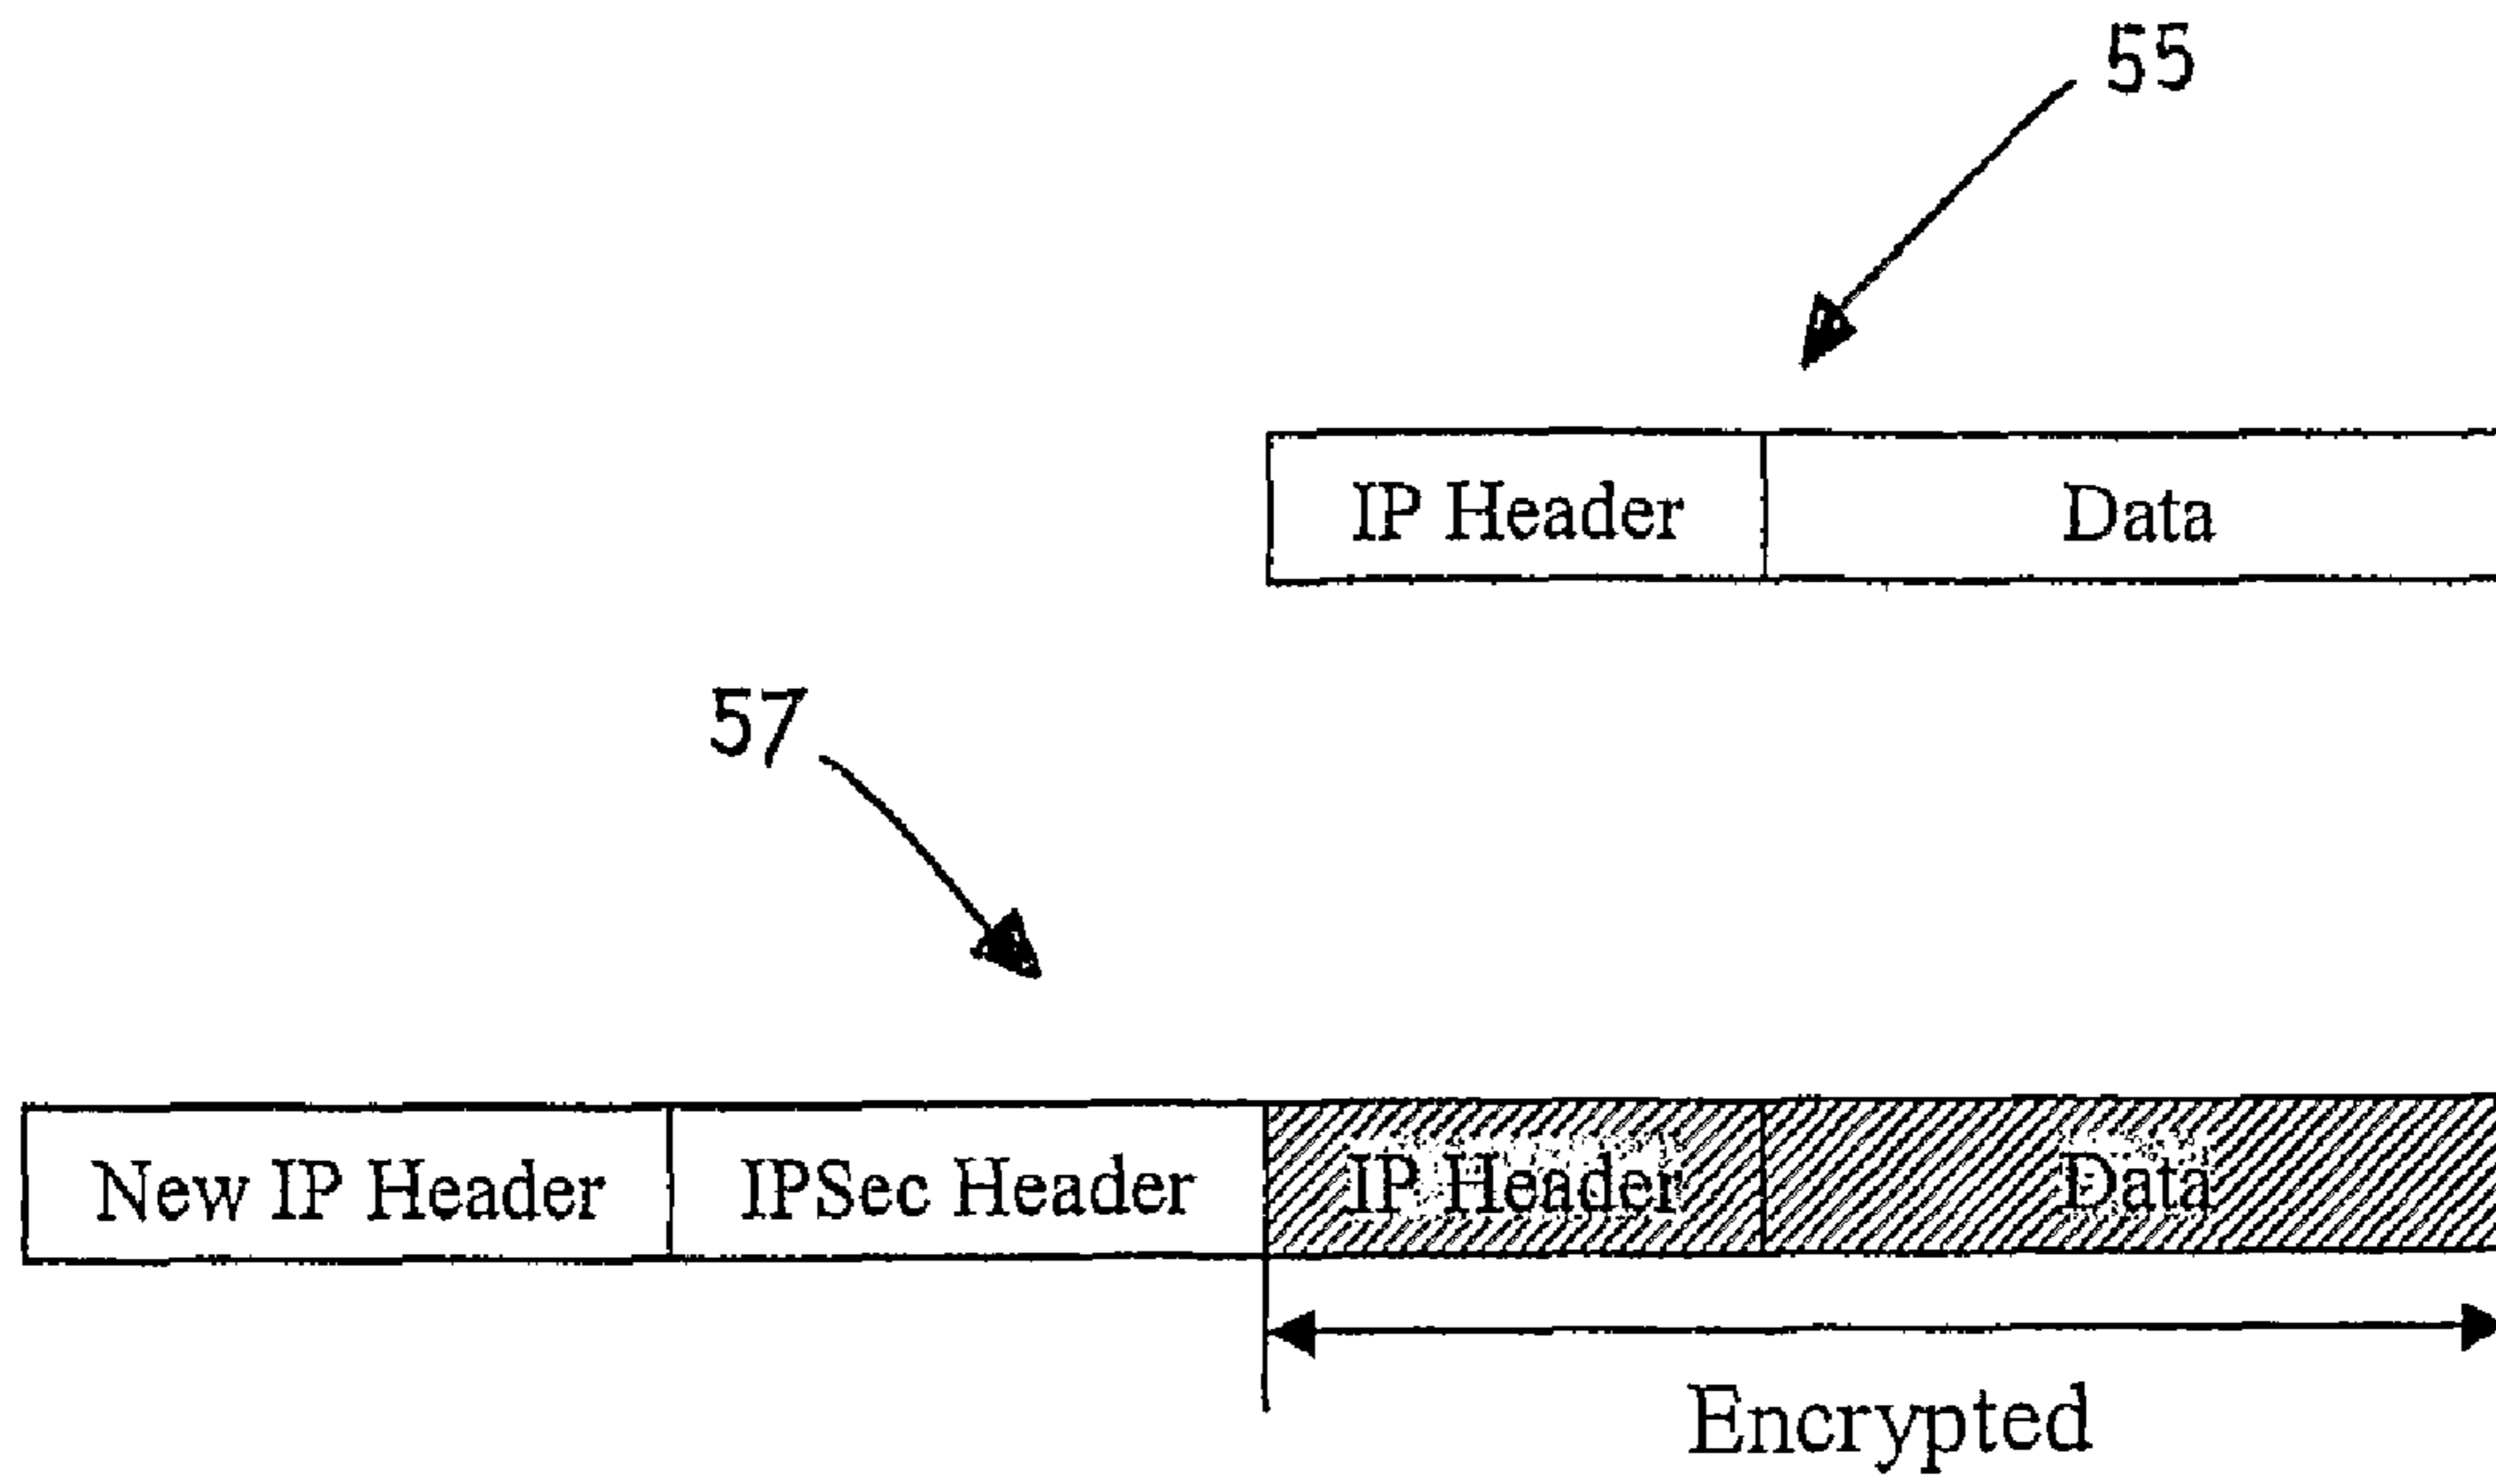 55
IP Header Data
57
New IP Header IPSec Header IP Header Data
Encrypted